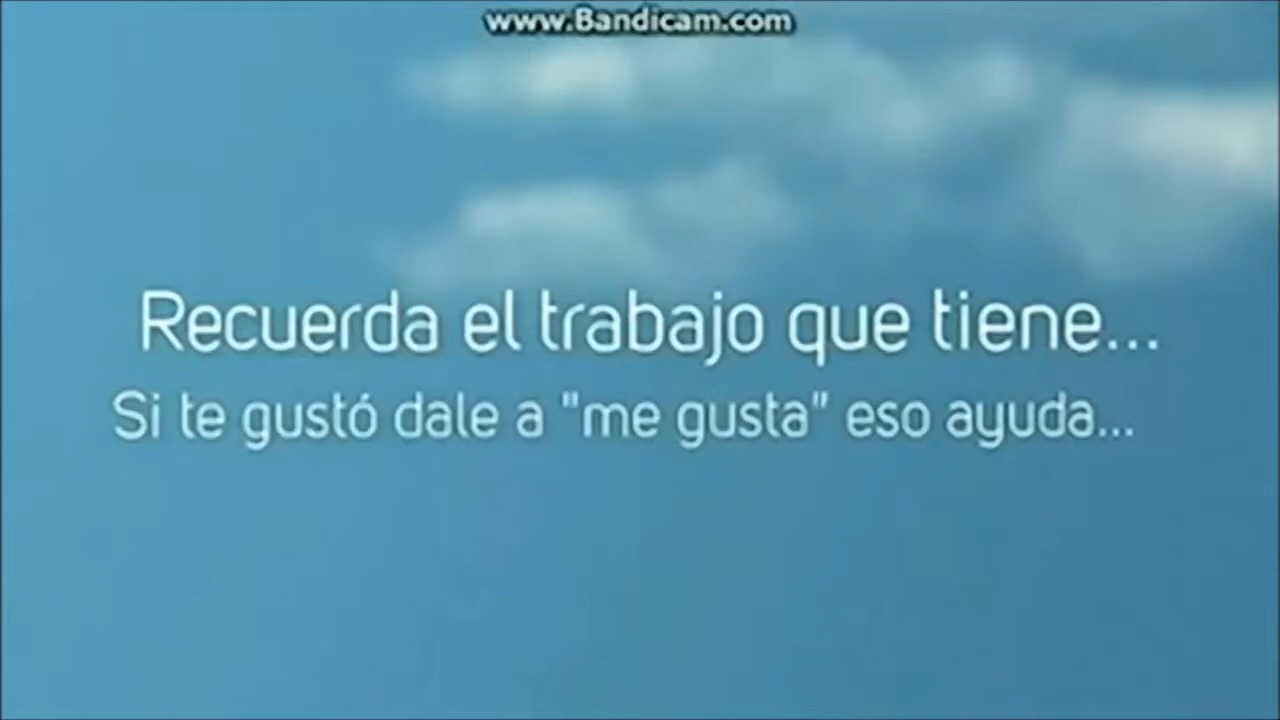 www.Bandicam.com
Recuerda el trabajo que tiene...
Si te gustó dale a "me gusta" eso ayuda...